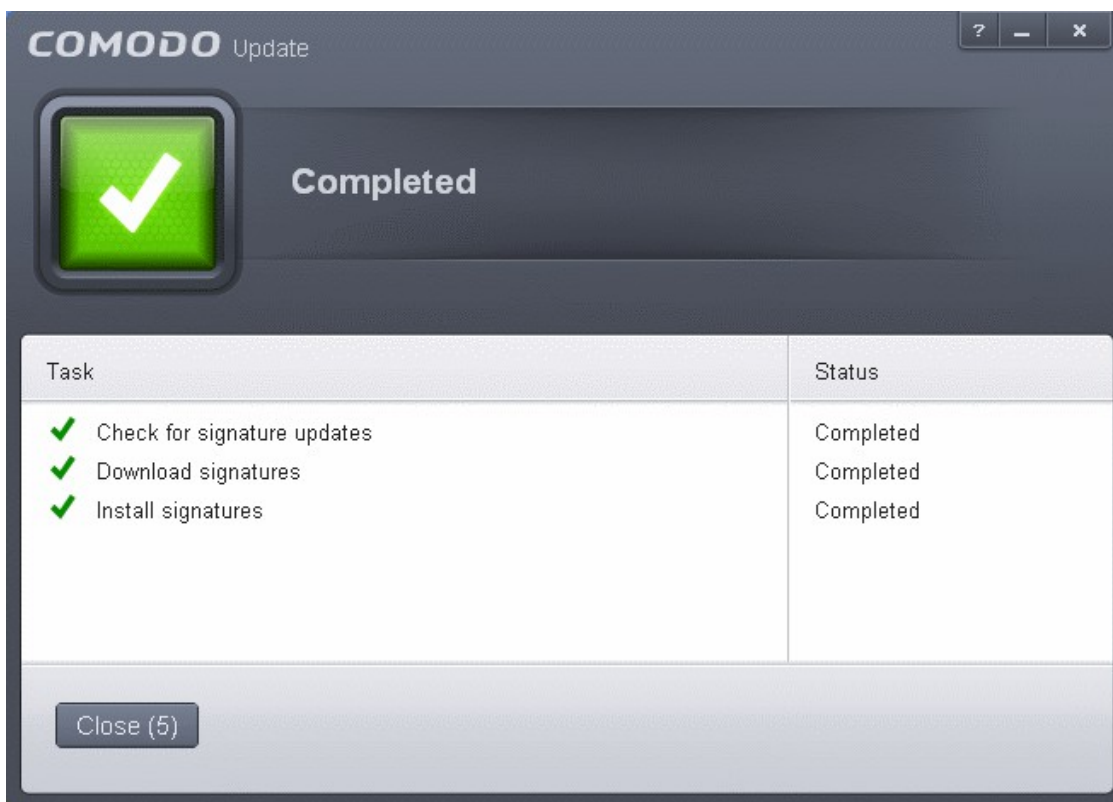 COMODO Update
? _ x
Completed
Task Status
Check for signature updates Completed
Download signatures Completed
Install signatures Completed
Close (5)